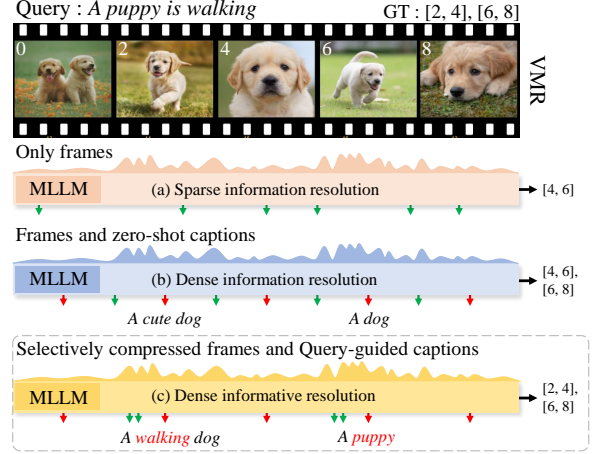 Query : A puppy is walking GT : [2, 4], [6, 8]
0 2 4 6 8
VMR
Only frames
MLLM (a) Sparse information resolution [4, 6]
Frames and zero-shot captions
MLLM (b) Dense information resolution [4, 6],
[6, 8]
A cute dog A dog
Selectively compressed frames and Query-guided captions
MLLM (c) Dense informative resolution [2, 4],
[6, 8]
A walking dog A puppy